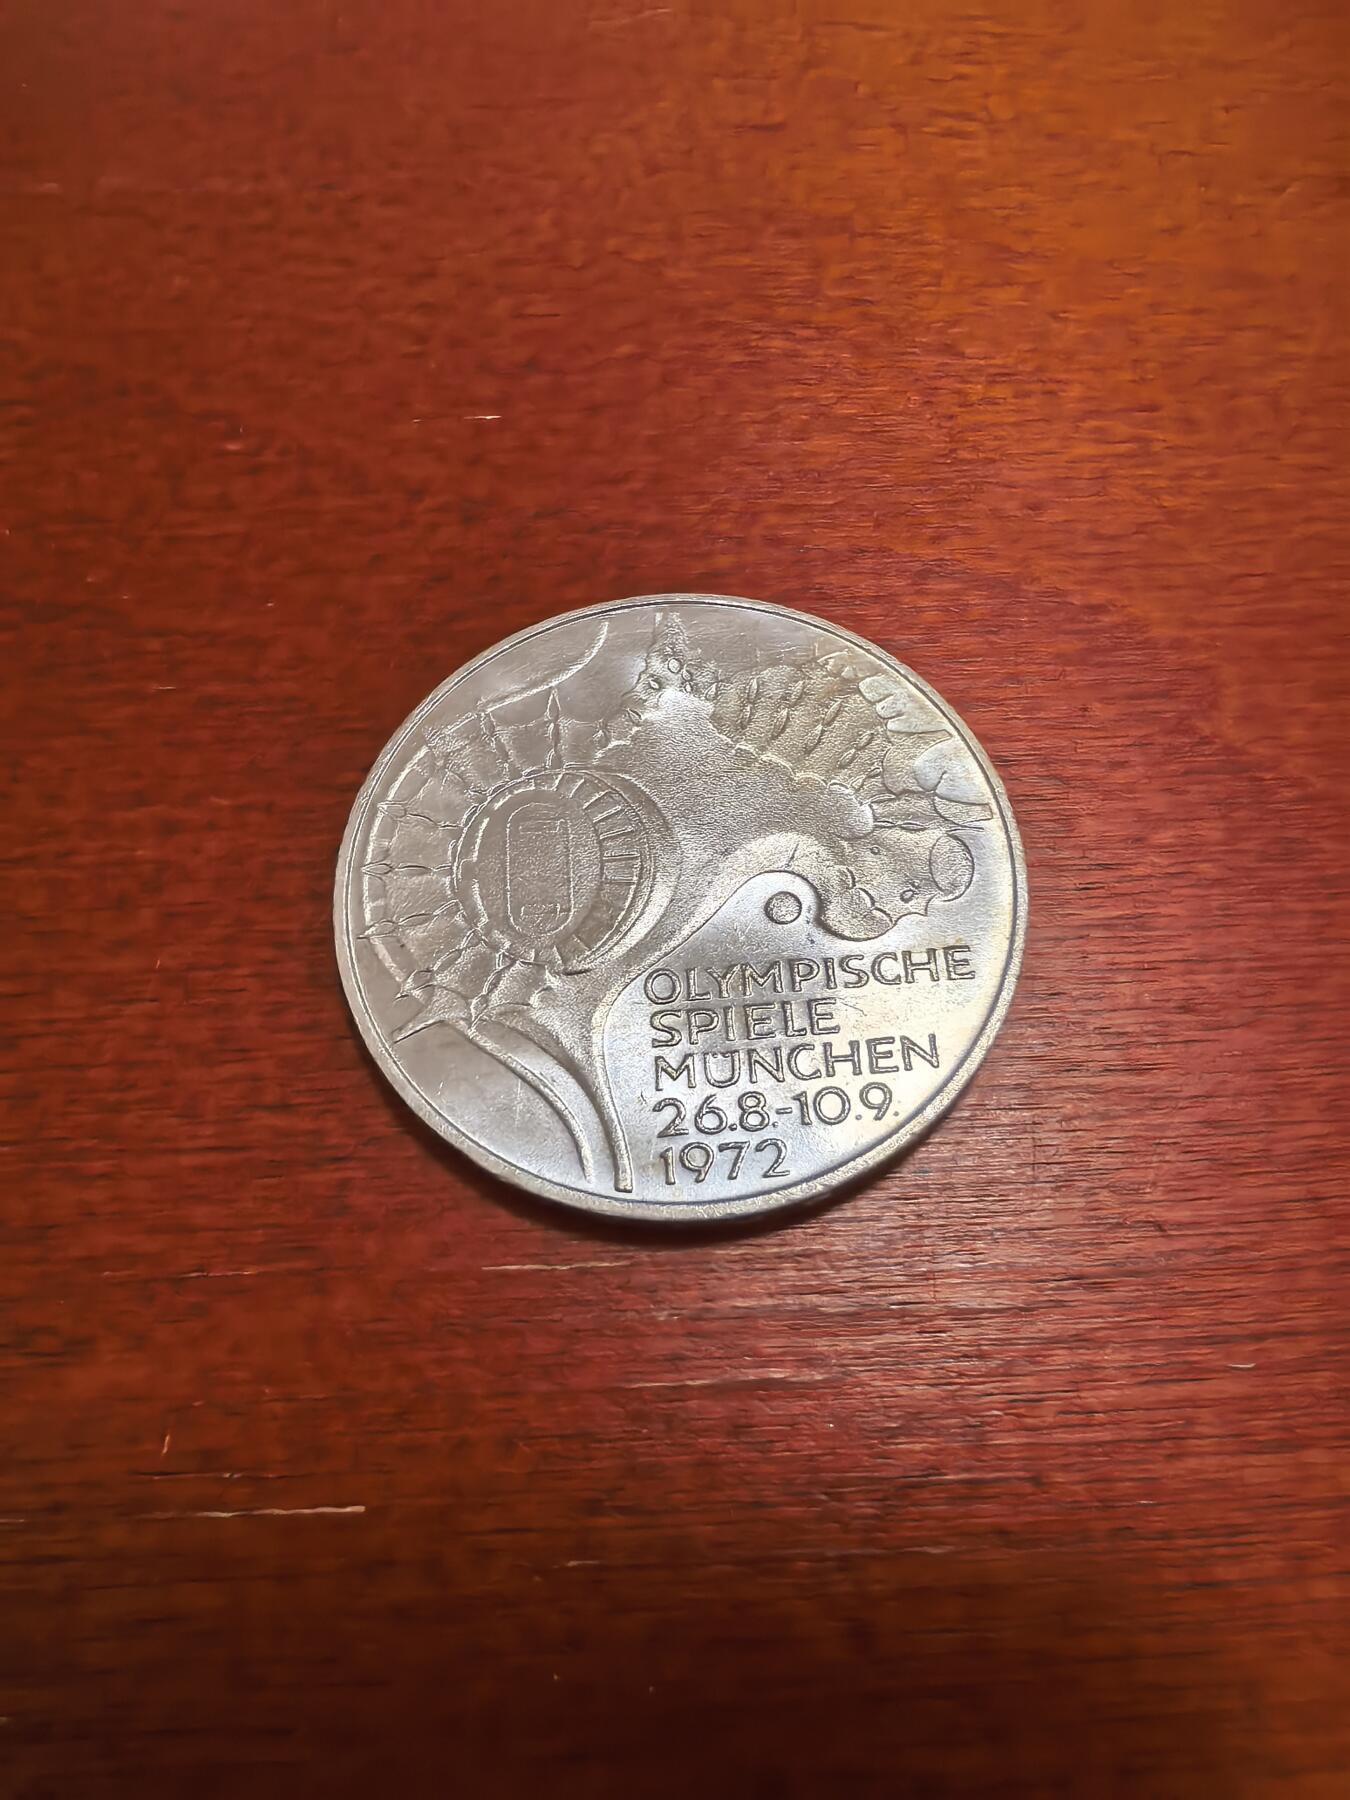 OLYMPISCHE
SPIELE
MÜNCHEN
26.8.-10.9.
1972